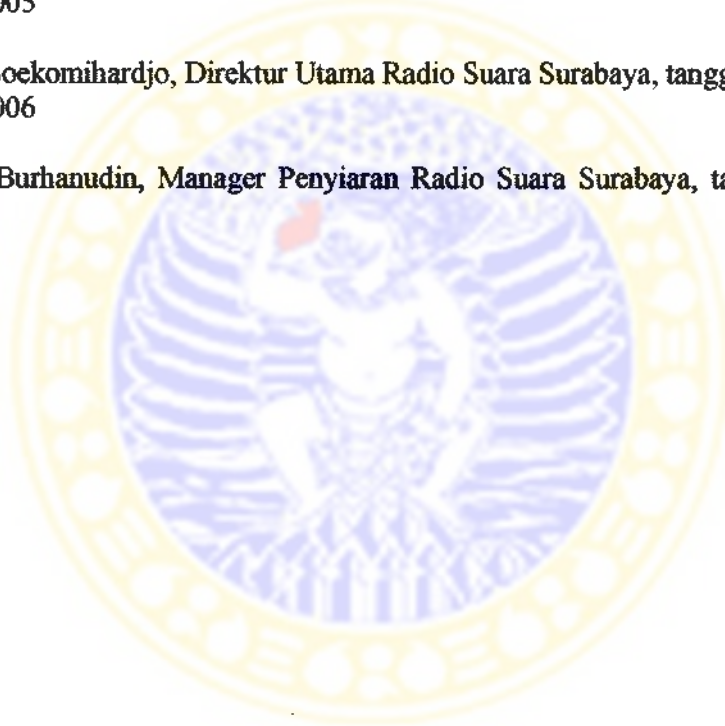 005
oekomihardjo, Direktur Utama Radio Suara Surabaya, tangg
006
Burhanudin, Manager Penyiaran Radio Suara Surabaya, ta